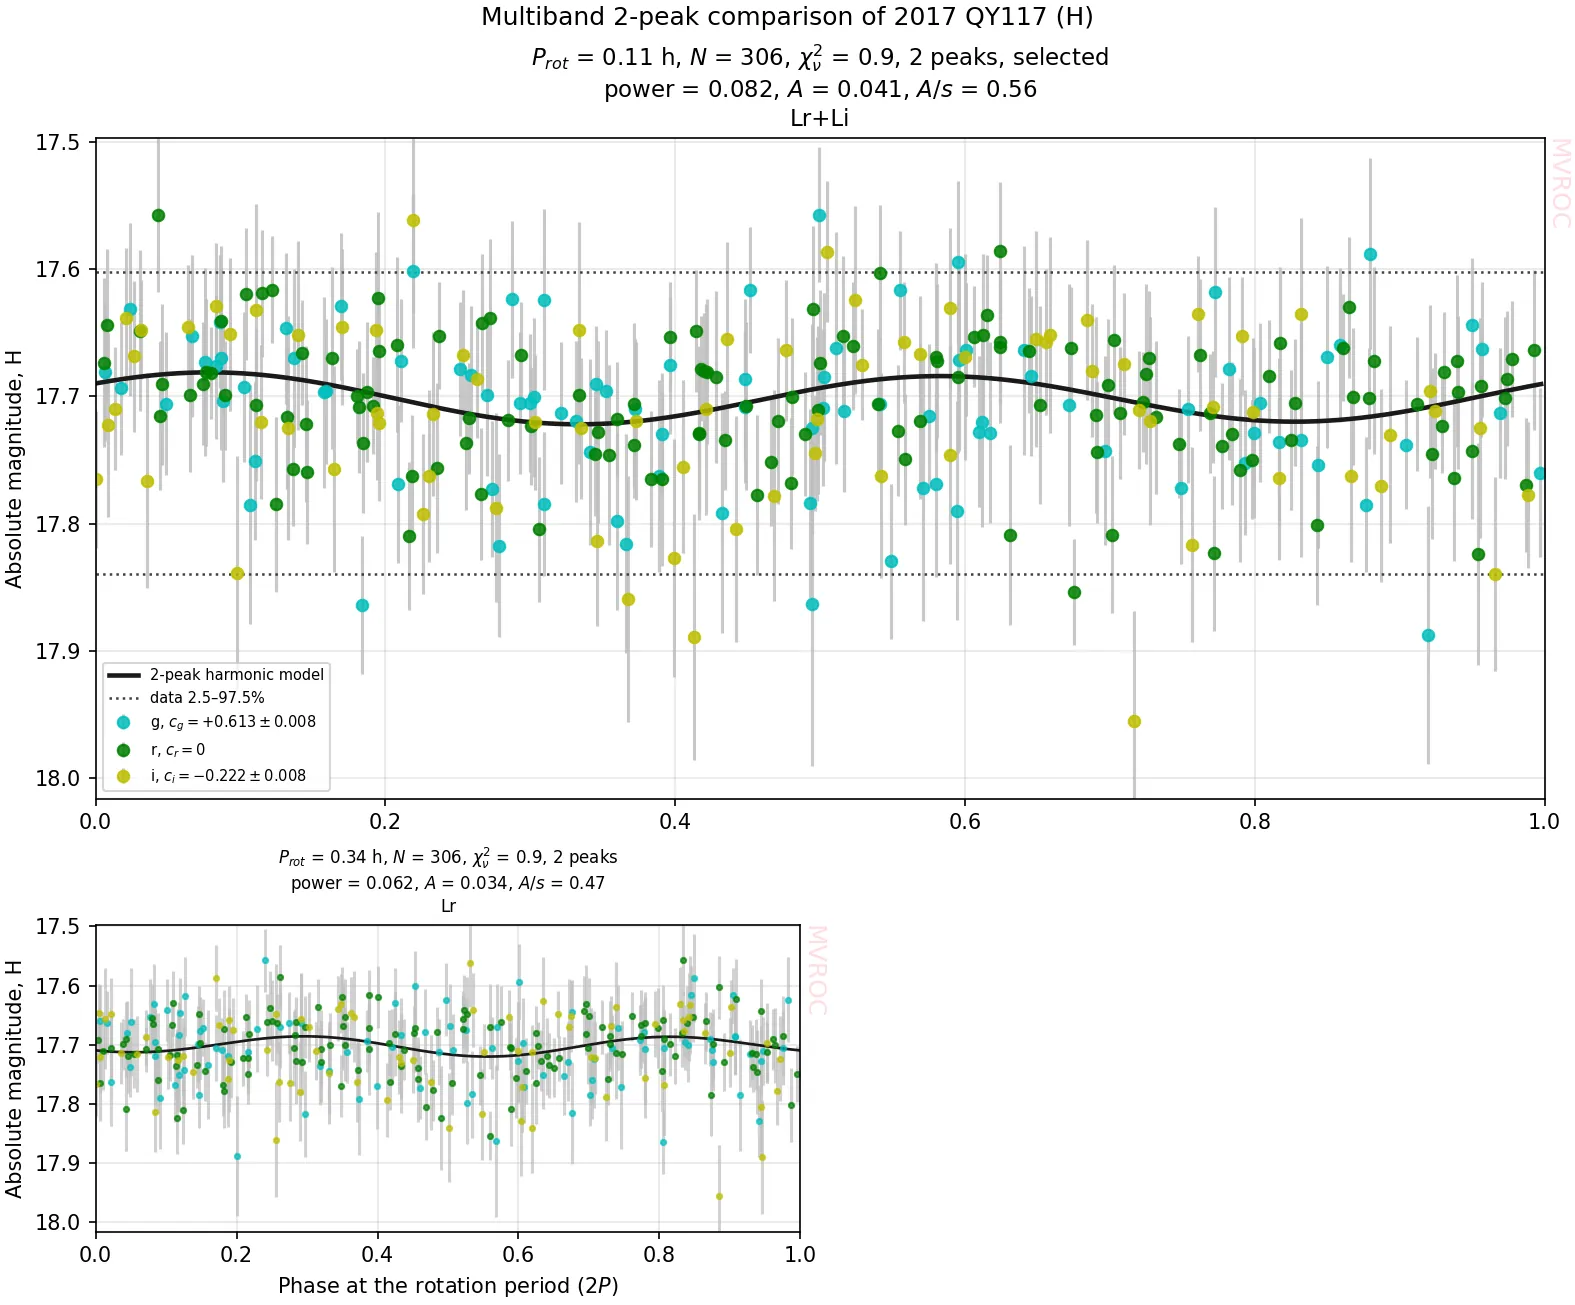 Multiband 2-peak comparison of 2017 QY117 (H)
P_rot = 0.11 h, N = 306, χ²_ν = 0.9, 2 peaks, selected
power = 0.082, A = 0.041, A/s = 0.56
Lr+Li
17.5
17.6
17.7
17.8
17.9
18.0
Absolute magnitude, H
MVROC
2-peak harmonic model
data 2.5–97.5%
g, c_g = +0.613 ± 0.008
r, c_r = 0
i, c_i = −0.222 ± 0.008
0.0 0.2 0.4 0.6 0.8 1.0
P_rot = 0.34 h, N = 306, χ²_ν = 0.9, 2 peaks
power = 0.062, A = 0.034, A/s = 0.47
Lr
17.5
17.6
17.7
17.8
17.9
18.0
Absolute magnitude, H
MVROC
0.0 0.2 0.4 0.6 0.8 1.0
Phase at the rotation period (2P)